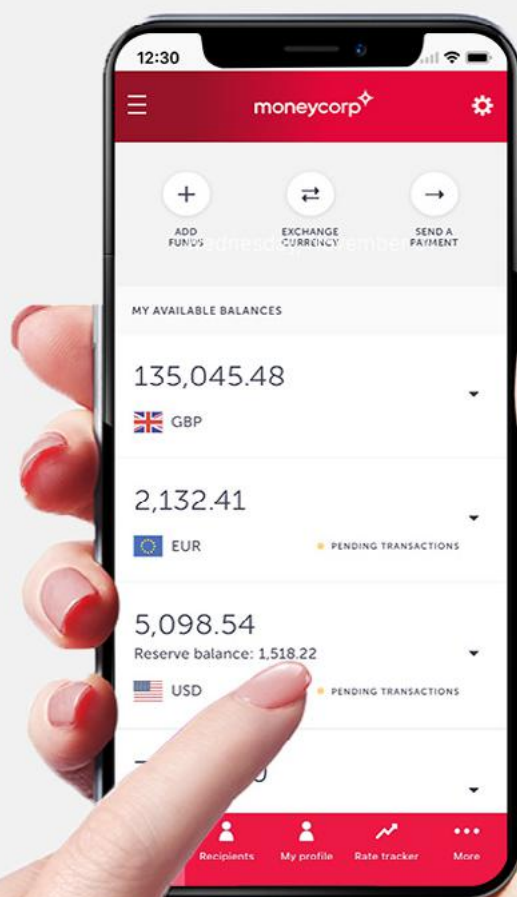 12:30
moneycorp
ADD FUNDS
EXCHANGE CURRENCY
SEND A PAYMENT
MY AVAILABLE BALANCES
135,045.48
GBP
2,132.41
EUR
PENDING TRANSACTIONS
5,098.54
Reserve balance: 1,518.22
USD
PENDING TRANSACTIONS
Recipients
My profile
Rate tracker
More